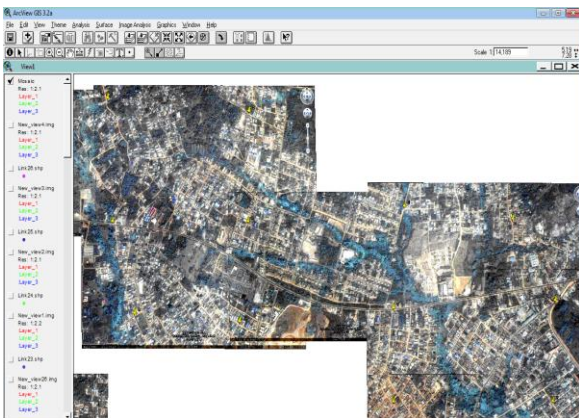 ArcView GIS 3.2a
File Edit View Theme Analysis Surface Image Analysis Graphics Window Help
Scale 1: 14,189
View1
Mosaic
Res: 1:2.1
Layer_1
Layer_2
Layer_3
New_view4.img
Res: 1:2.1
Layer_1
Layer_2
Layer_3
Link26.shp
New_view3.img
Res: 1:2.1
Layer_1
Layer_2
Layer_3
Link25.shp
New_view2.img
Res: 1:2.1
Layer_1
Layer_2
Layer_3
Link24.shp
New_view1.img
Res: 1:2.2
Layer_1
Layer_2
Layer_3
Link23.shp
New_view26.img
Res: 1:2.1
Layer_1
Layer_2
Layer_3